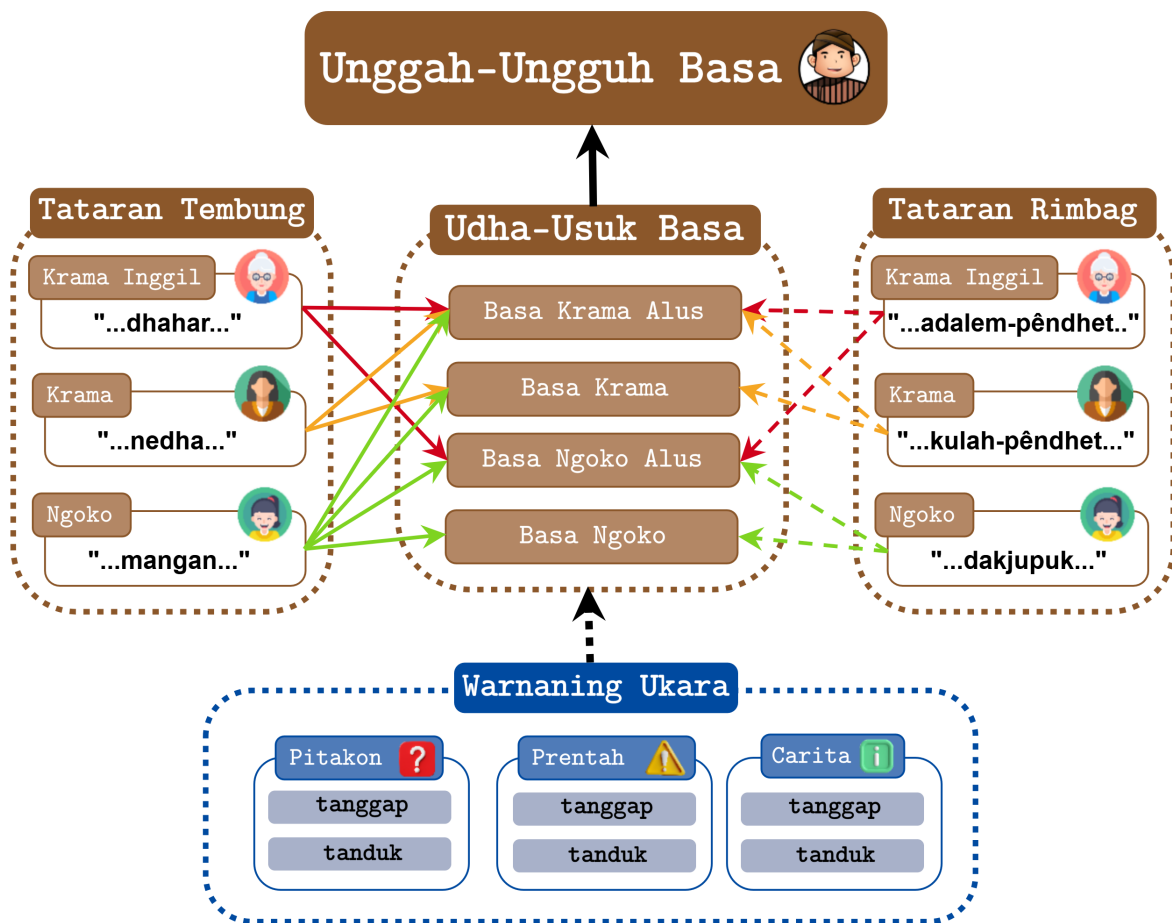 Unggah-Ungguh Basa
Tataran Tembung
Krama Inggil
"...dhahar..."
Krama
"...nedha..."
Ngoko
"...mangan..."
Udha-Usuk Basa
Basa Krama Alus
Basa Krama
Basa Ngoko Alus
Basa Ngoko
Tataran Rimbag
Krama Inggil
"...adalem-pêndhet.."
Krama
"...kulah-pêndhet..."
Ngoko
"...dakjupuk..."
Warnaning Ukara
Pitakon ?
tanggap
tanduk
Prentah
tanggap
tanduk
Carita i
tanggap
tanduk